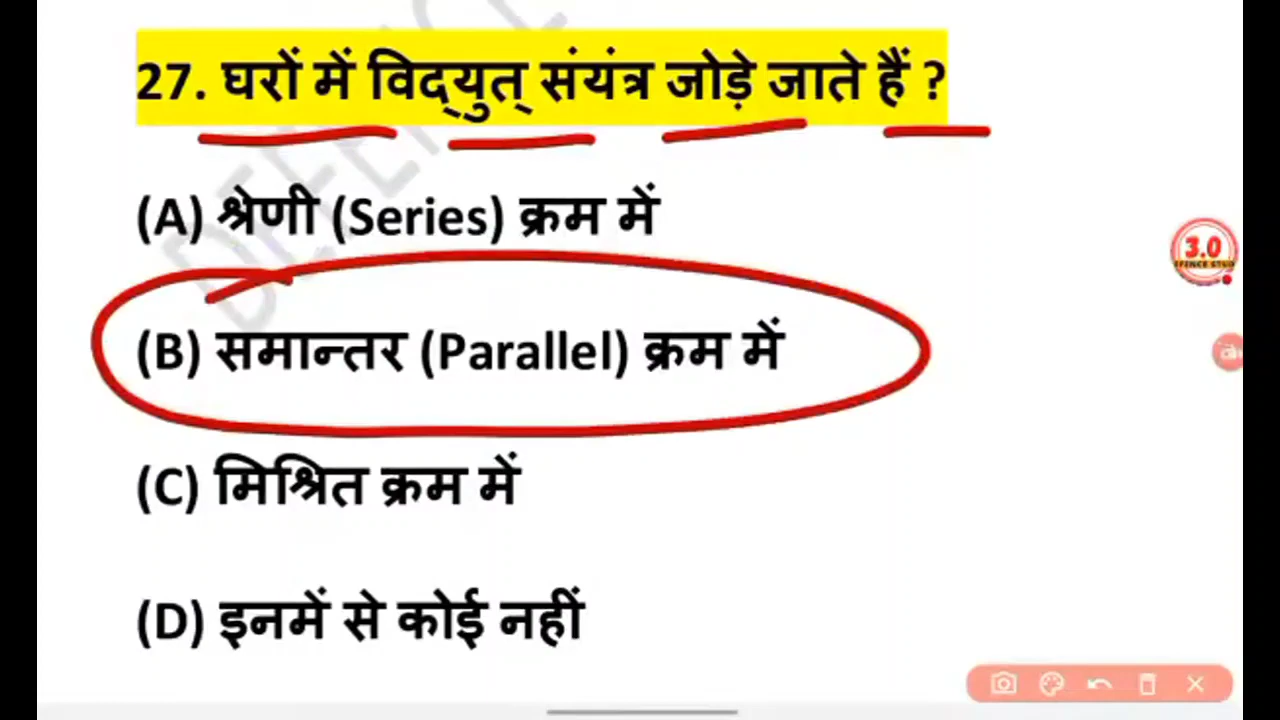 27. घरों में विद्युत् संयंत्र जोड़े जाते हैं ?
(A) श्रेणी (Series) क्रम में
(B) समान्तर (Parallel) क्रम में
(C) मिश्रित क्रम में
(D) इनमें से कोई नहीं
3.0